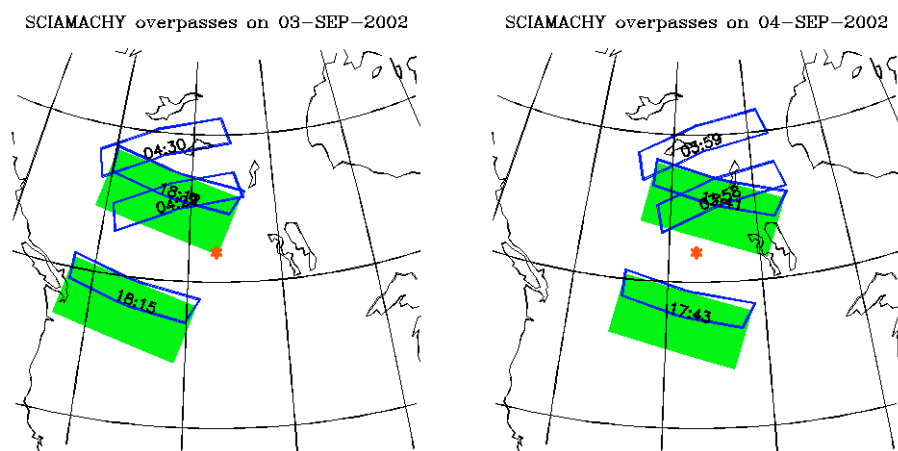 SCIAMACHY overpasses on 03-SEP-2002
04:30
18:15
SCIAMACHY overpasses on 04-SEP-2002
03:59
17:43